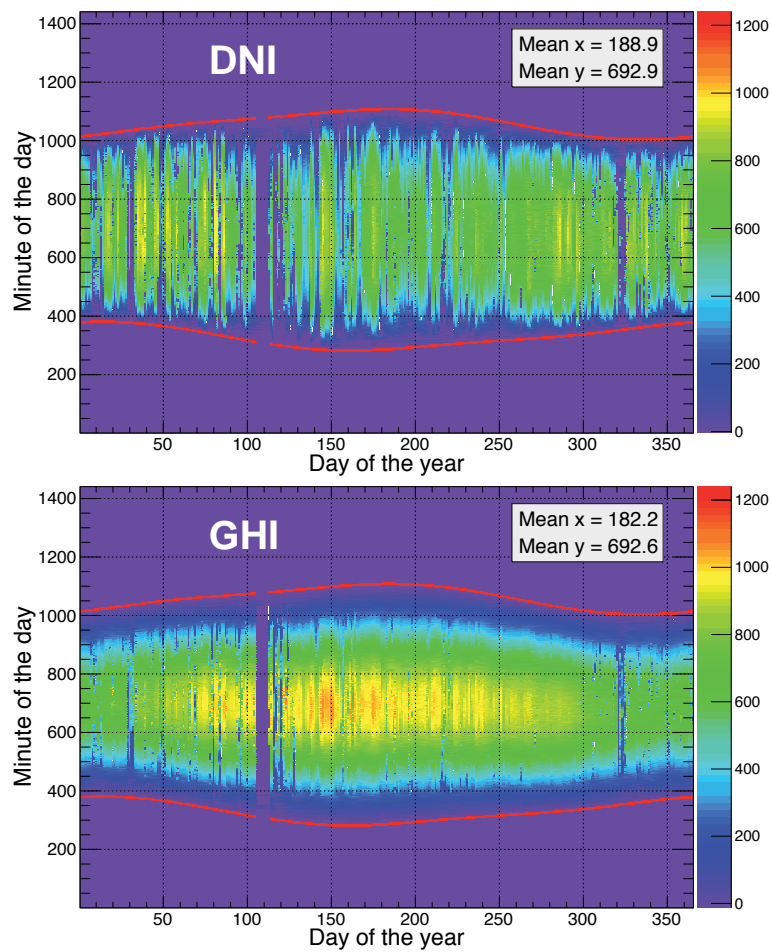 DNI
Mean x = 188.9
Mean y = 692.9
Minute of the day
1400
1200
1000
800
600
400
200
50 100 150 200 250 300 350
Day of the year
1200
1000
800
600
400
200
0
GHI
Mean x = 182.2
Mean y = 692.6
Minute of the day
1400
1200
1000
800
600
400
200
50 100 150 200 250 300 350
Day of the year
1200
1000
800
600
400
200
0